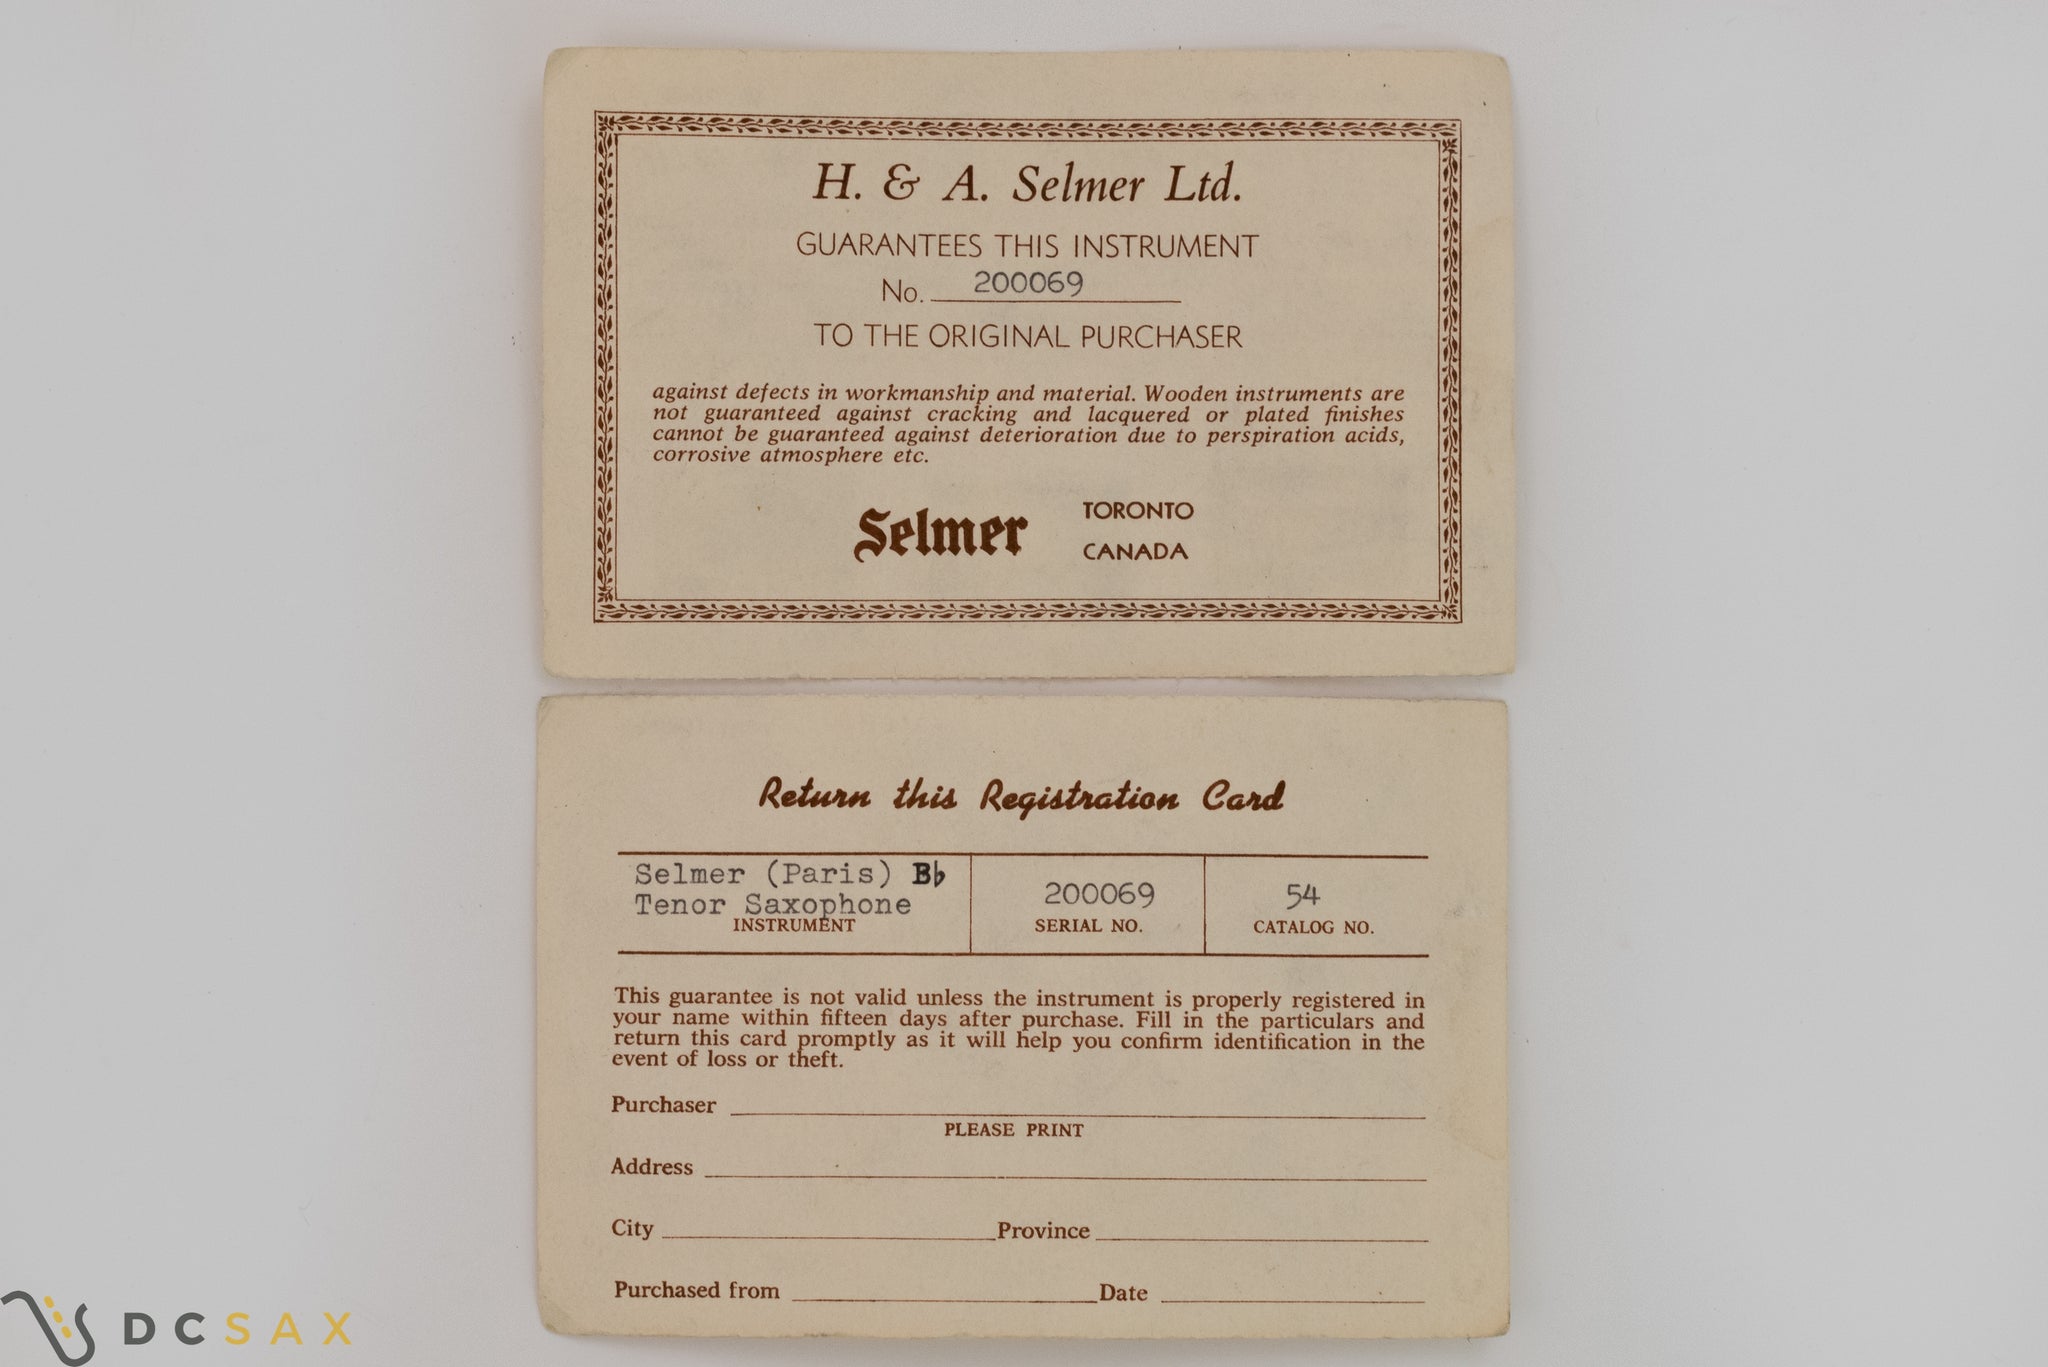 H. & A. Selmer Ltd.
GUARANTEES THIS INSTRUMENT
No. 200069
TO THE ORIGINAL PURCHASER
against defects in workmanship and material. Wooden instruments are
not guaranteed against cracking and lacquered or plated finishes
cannot be guaranteed against deterioration due to perspiration acids,
corrosive atmosphere etc.
Selmer TORONTO
CANADA
Return this Registration Card
Selmer (Paris) B♭
Tenor Saxophone
INSTRUMENT
200069
SERIAL NO.
54
CATALOG NO.
This guarantee is not valid unless the instrument is properly registered in
your name within fifteen days after purchase. Fill in the particulars and
return this card promptly as it will help you confirm identification in the
event of loss or theft.
Purchaser
PLEASE PRINT
Address
City Province
Purchased from Date
DCSAX